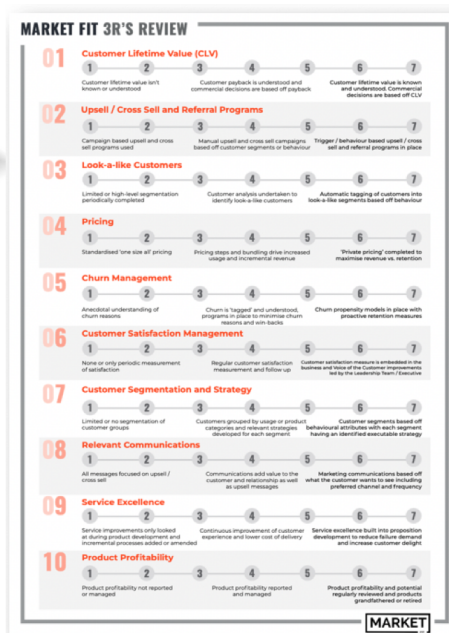 MARKET FIT 3R'S REVIEW
01
Customer Lifetime Value (CLV)
1 2 3 4 5 6 7
Customer lifetime value isn't
known or understood
Customer payback is understood and
commercial decisions are based off payback
Customer lifetime value is known
and understood. Commercial
decisions are based off CLV
02
Upsell / Cross Sell and Referral Programs
1 2 3 4 5 6 7
Campaign based upsell and cross
sell programs used
Manual upsell and cross sell campaigns
based off customer segments or behaviour
Trigger / behaviour based upsell / cross
sell and referral programs in place
03
Look-a-like Customers
1 2 3 4 5 6 7
Limited or high-level segmentation
periodically completed
Customer analysis undertaken to
identify look-a-like customers
Automatic tagging of customers into
look-a-like segments based off behaviour
04
Pricing
1 2 3 4 5 6 7
Standardised 'one size all' pricing
Pricing steps and bundling drive increased
usage and incremental revenue
'Private pricing' completed to
maximise revenue vs. retention
05
Churn Management
1 2 3 4 5 6 7
Anecdotal understanding of
churn reasons
Churn is 'tagged' and understood,
programs in place to minimise churn
reasons and win-backs
Churn propensity models in place with
proactive retention measures
06
Customer Satisfaction Management
1 2 3 4 5 6 7
None or only periodic measurement
of satisfaction
Regular customer satisfaction
measurement and follow up
Customer satisfaction measure is embedded in the
business and Voice of the Customer improvements
led by the Leadership Team / Executive
07
Customer Segmentation and Strategy
1 2 3 4 5 6 7
Limited or no segmentation of
customer groups
Customers grouped by usage or product
categories and relevant strategies
developed for each segment
Customer segments based off
behavioural attributes with each segment
having an identified executable strategy
08
Relevant Communications
1 2 3 4 5 6 7
All messages focused on upsell /
cross sell
Communications add value to the
customer and relationship as well
as upsell messages
Marketing communications based off
what the customer wants to see including
preferred channel and frequency
09
Service Excellence
1 2 3 4 5 6 7
Service improvements only looked
at during product development and
incremental processes added or amended
Continuous improvement of customer
experience and lower cost of delivery
Service excellence built into proposition
development to reduce failure demand
and increase customer delight
10
Product Profitability
1 2 3 4 5 6 7
Product profitability not reported
or managed
Product profitability reported
and managed
Product profitability and potential
regularly reviewed and products
grandfathered or retired
MARKET